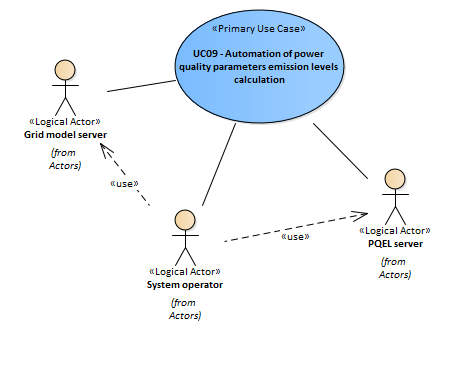 «Primary Use Case»
UC09 - Automation of power
quality parameters emission levels
calculation
«Logical Actor»
Grid model server
(from
Actors)
«use»
«Logical Actor»
PQEL server
(from
Actors)
«use»
«Logical Actor»
System operator
(from
Actors)